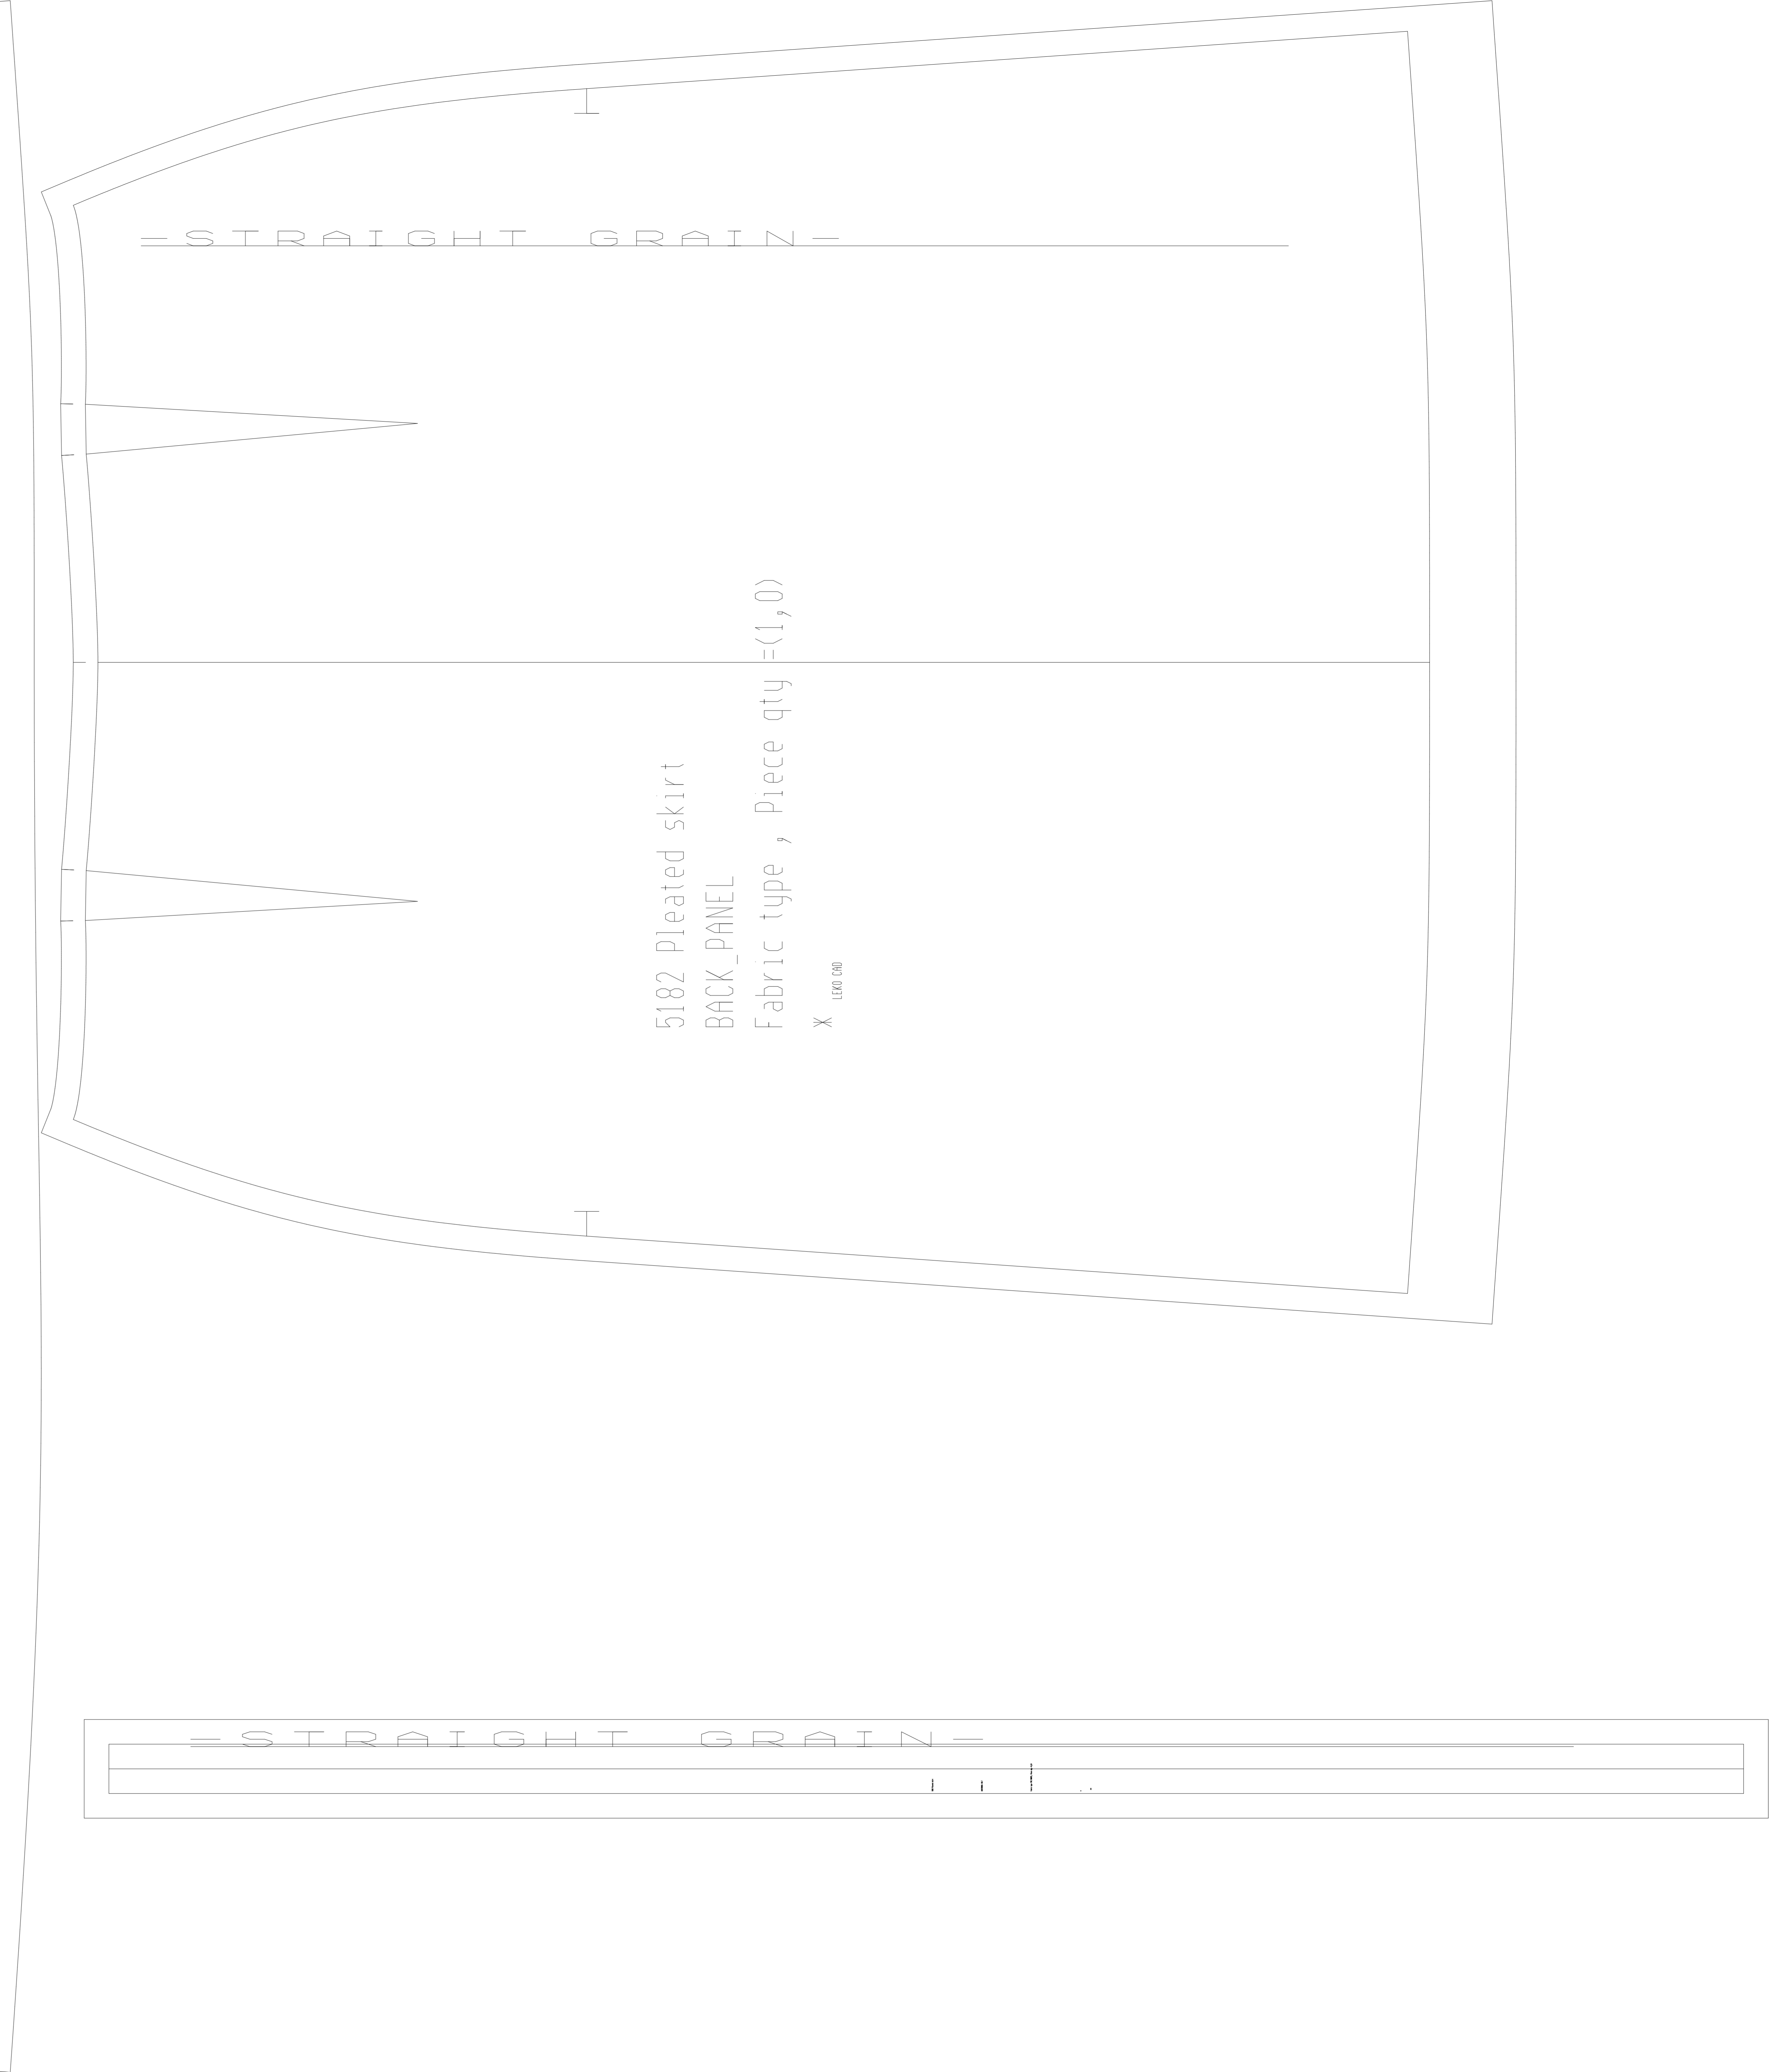 -STRAIGHT GRAIN-
5182 Pleated skirt
BACK_PANEL
Fabric type , Piece qty =(1,0)
X LEKO CAD
-STRAIGHT GRAIN-